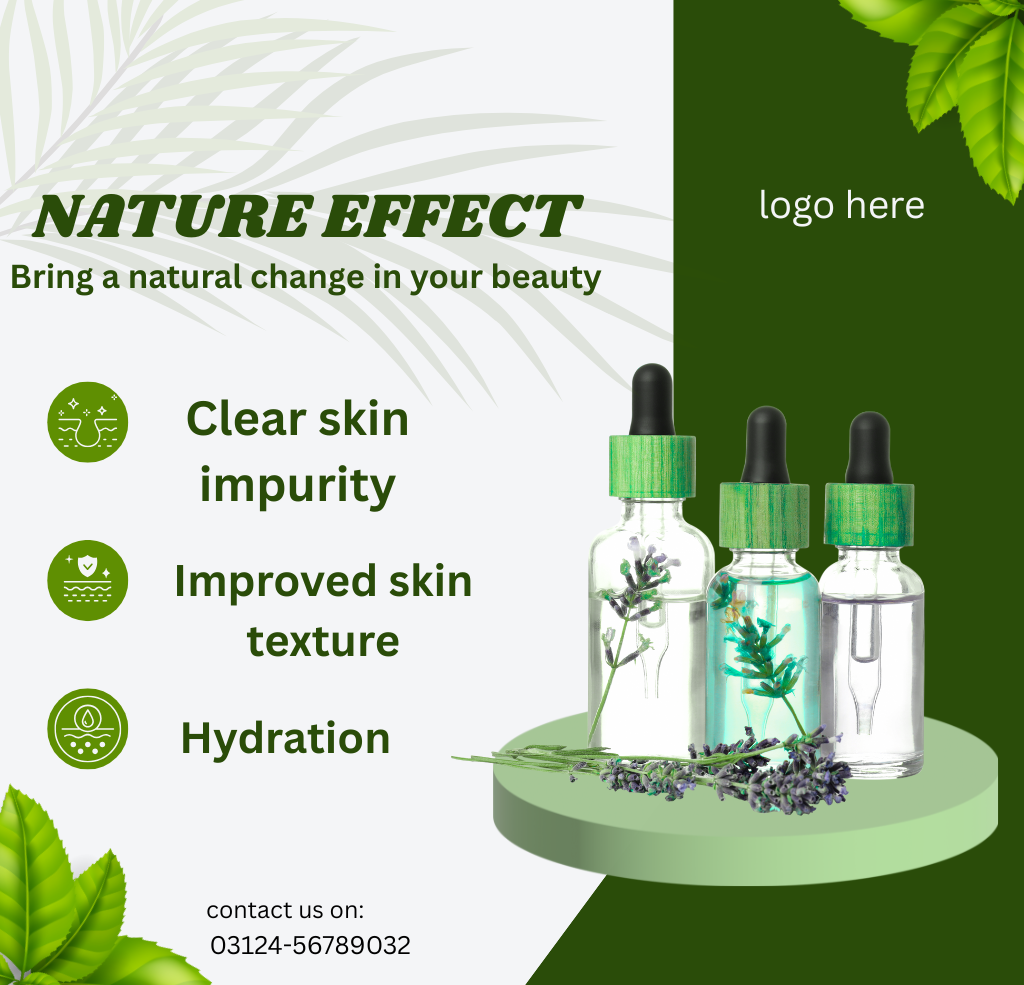 NATURE EFFECT
Bring a natural change in your beauty
logo here
Clear skin
impurity
Improved skin
texture
Hydration
contact us on:
03124-56789032